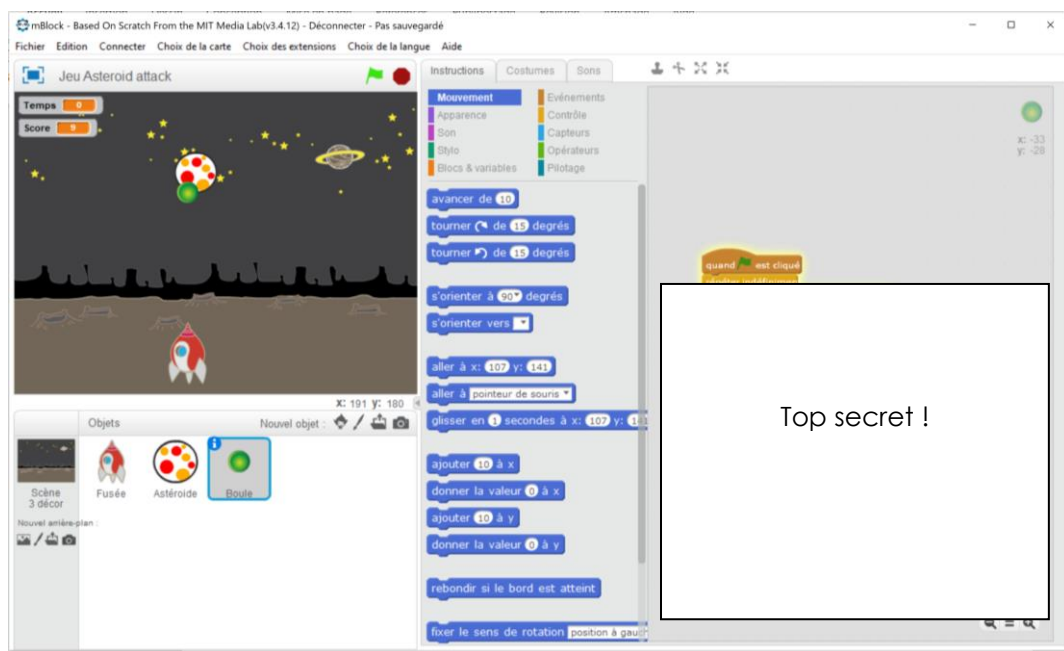 mBlock - Based On Scratch From the MIT Media Lab(v3.4.12) - Déconnecter - Pas sauvegardé
Fichier Edition Connecter Choix de la carte Choix des extensions Choix de la langue Aide
Jeu Asteroid attack
Temps 0
Score 9
X: 191 Y: 180
Objets Nouvel objet :
Scène
3 décor
Fusée
Astéroide
Boule
Nouvel arrière-plan :
Instructions Costumes Sons
Mouvement Evénements
Apparence Contrôle
Son Capteurs
Stylo Opérateurs
Blocs & variables Pilotage
avancer de 10
tourner de 15 degrés
tourner de 15 degrés
s'orienter à 90 degrés
s'orienter vers
aller à x: 107 y: 141
aller à pointeur de souris
glisser en 1 secondes à x: 107 y: 141
ajouter 10 à x
donner la valeur 0 à x
ajouter 10 à y
donner la valeur 0 à y
rebondir si le bord est atteint
fixer le sens de rotation position à gauch
x: -33
y: -28
quand est cliqué
Top secret !